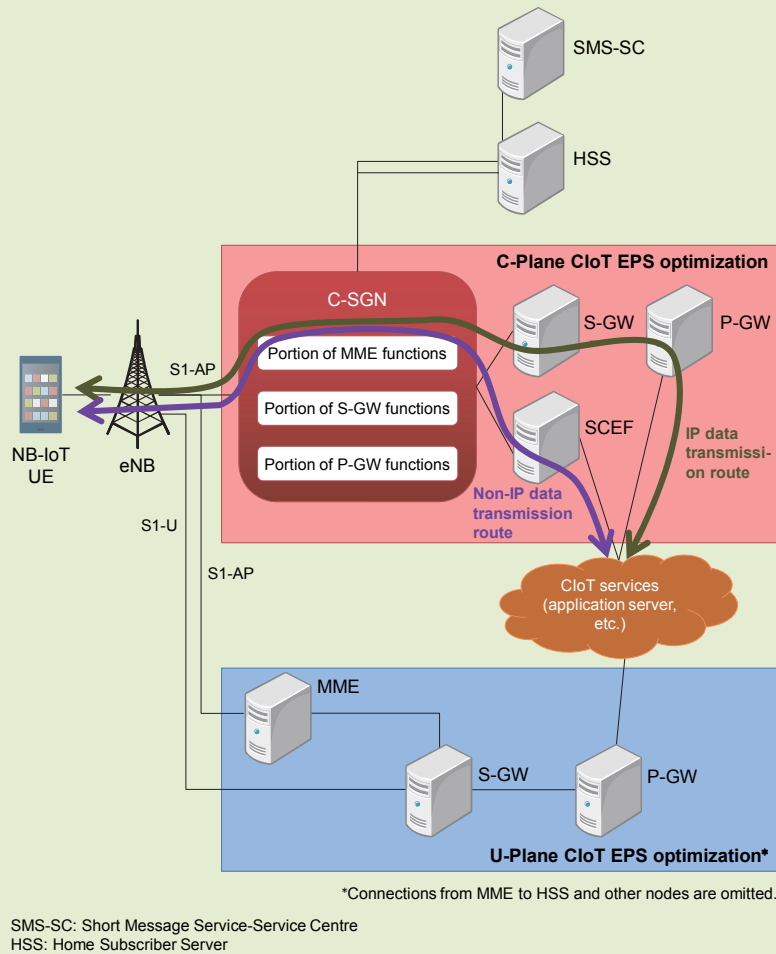 SMS-SC
HSS
C-Plane CIoT EPS optimization
C-SGN
S-GW
P-GW
Portion of MME functions
S1-AP
Portion of S-GW functions
SCEF
IP data
transmissi-
on route
NB-IoT
UE
eNB
Portion of P-GW functions
Non-IP data
transmission
route
S1-U
S1-AP
CIoT services
(application server,
etc.)
MME
S-GW
P-GW
U-Plane CIoT EPS optimization*
*Connections from MME to HSS and other nodes are omitted.
SMS-SC: Short Message Service-Service Centre
HSS: Home Subscriber Server